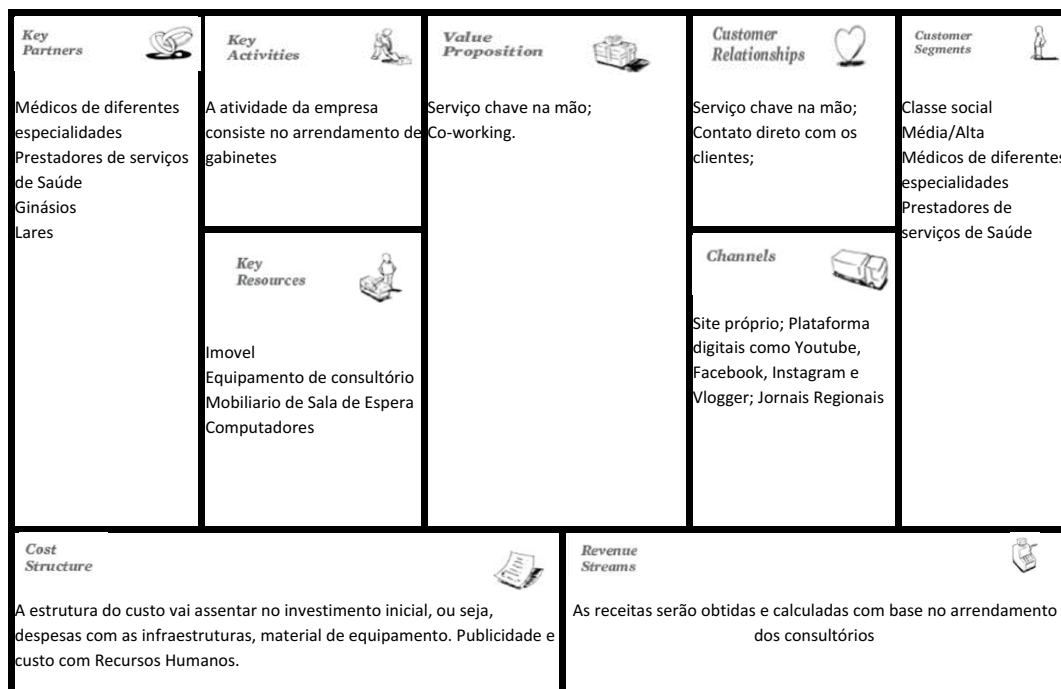 Key
Partners
Médicos de diferentes
especialidades
Prestadores de serviços
de Saúde
Ginásios
Lares
Key
Activities
A atividade da empresa
consiste no arrendamento de
gabinetes
Key
Resources
Imovel
Equipamento de consultório
Mobiliario de Sala de Espera
Computadores
Value
Proposition
Serviço chave na mão;
Co-working.
Customer
Relationships
Serviço chave na mão;
Contato direto com os
clientes;
Channels
Site próprio; Plataforma
digitais como Youtube,
Facebook, Instagram e
Vlogger; Jornais Regionais
Customer
Segments
Classe social
Média/Alta
Médicos de diferentes
especialidades
Prestadores de
serviços de Saúde
Cost
Structure
A estrutura do custo vai assentar no investimento inicial, ou seja,
despesas com as infraestruturas, material de equipamento. Publicidade e
custo com Recursos Humanos.
Revenue
Streams
As receitas serão obtidas e calculadas com base no arrendamento
dos consultórios